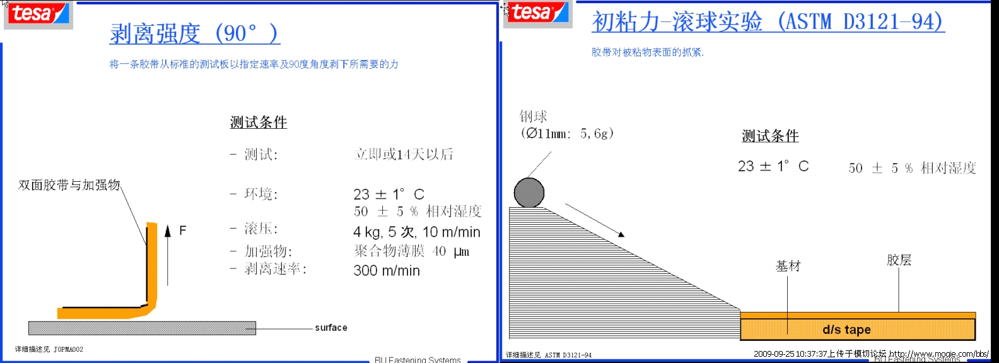 tesa
剥离强度 (90° )
将一条胶带从标准的测试板以指定速率及90度角度剥下所需要的力
测试条件
- 测试: 立即或14天以后
双面胶带与加强物
- 环境: 23 ± 1° C
50 ± 5 % 相对湿度
F
- 滚压: 4 kg, 5 次, 10 m/min
- 加强物: 聚合物薄膜 40 µm
- 剥离速率: 300 m/min
surface
详细描述见 J0PMA002
BU Fastening Systems
tesa
初粘力-滚球实验 (ASTM D3121-94)
胶带对被粘物表面的抓紧.
钢球
(Ø11mm: 5,6g)
测试条件
23 ± 1° C 50 ± 5 % 相对湿度
基材
胶层
d/s tape
详细描述见 ASTM D3121-94
2009-09-25 10:37:37上传于模切论坛 http://www.moqie.com/bbs/
BU Fastening Systems